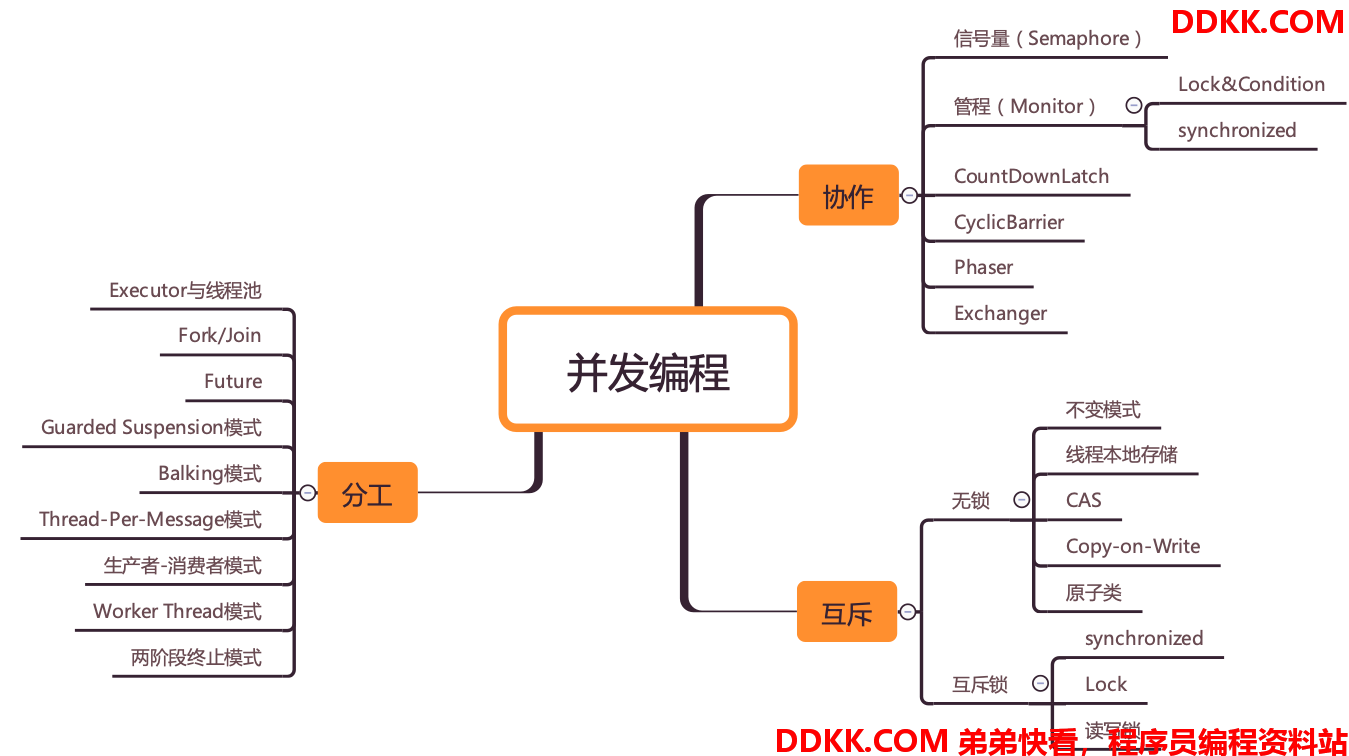 DDKK.COM
信号量（Semaphore）
管程（Monitor）
Lock&Condition
synchronized
CountDownLatch
CyclicBarrier
Phaser
Exchanger
协作
并发编程
Executor与线程池
Fork/Join
Future
Guarded Suspension模式
Balking模式
Thread-Per-Message模式
生产者-消费者模式
Worker Thread模式
两阶段终止模式
分工
互斥
无锁
不变模式
线程本地存储
CAS
Copy-on-Write
原子类
互斥锁
synchronized
Lock
读写锁
DDKK.COM 弟弟快看，程序员编程资料站